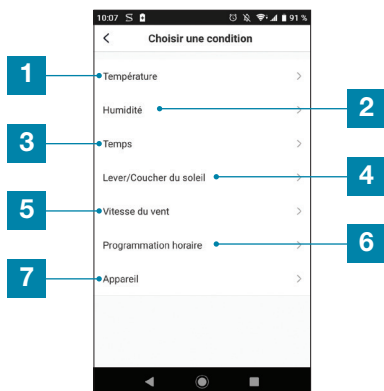 10:07 S 91 %
Choisir une condition
1 Température
Humidité 2
3 Temps
Lever/Coucher du soleil 4
5 Vitesse du vent
Programmation horaire 6
7 Appareil